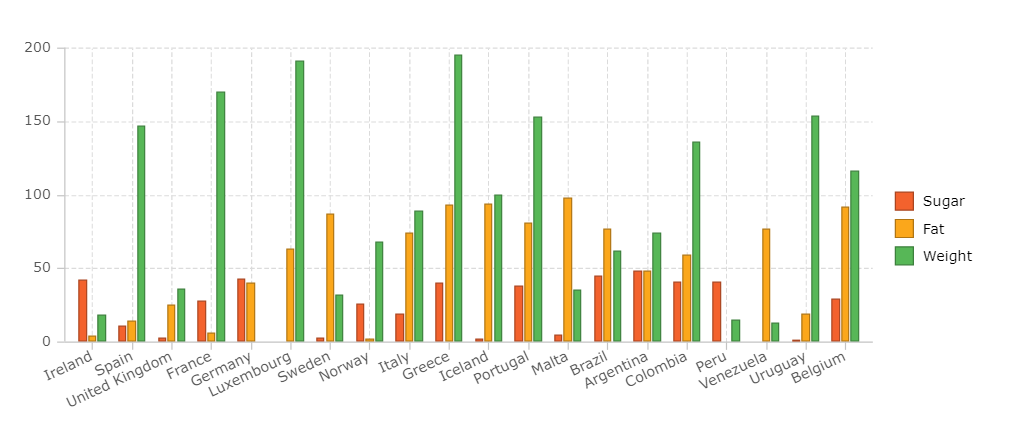 200
150
100
50
0
Ireland
Spain
United Kingdom
France
Germany
Luxembourg
Sweden
Norway
Italy
Greece
Iceland
Portugal
Malta
Brazil
Argentina
Colombia
Peru
Venezuela
Uruguay
Belgium
Sugar
Fat
Weight